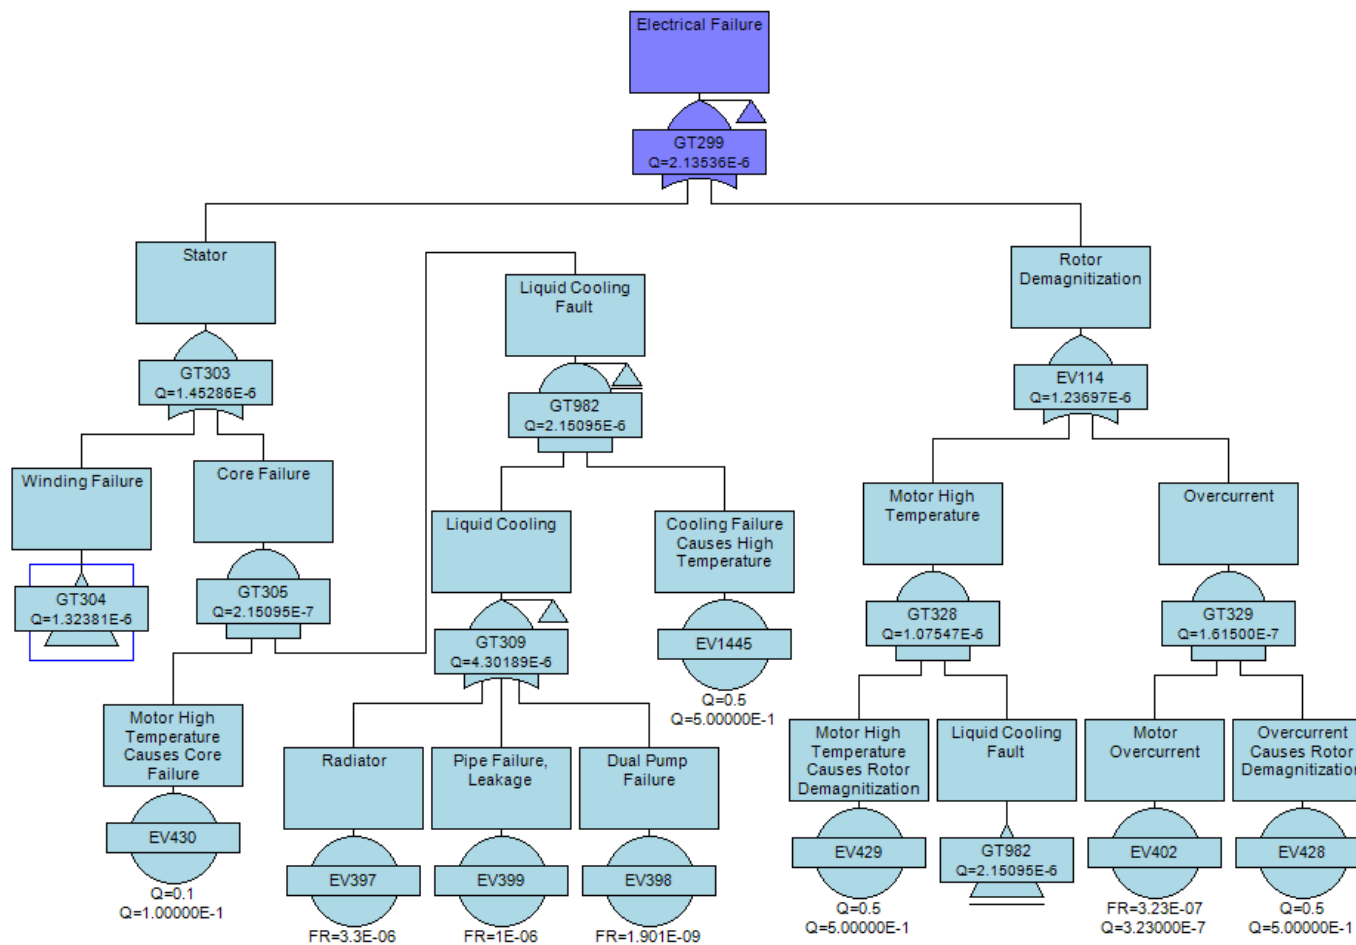 Electrical Failure
GT299
Q=2.13536E-6
Stator
GT303
Q=1.45286E-6
Liquid Cooling
Fault
GT982
Q=2.15095E-6
Rotor
Demagnitization
EV114
Q=1.23697E-6
Winding Failure
GT304
Q=1.32381E-6
Core Failure
GT305
Q=2.15095E-7
Liquid Cooling
GT309
Q=4.30189E-6
Cooling Failure
Causes High
Temperature
EV1445
Q=0.5
Q=5.00000E-1
Motor High
Temperature
GT328
Q=1.07547E-6
Overcurrent
GT329
Q=1.61500E-7
Motor High
Temperature
Causes Core
Failure
EV430
Q=0.1
Q=1.00000E-1
Radiator
EV397
FR=3.3E-06
Pipe Failure,
Leakage
EV399
FR=1E-06
Dual Pump
Failure
EV398
FR=1.901E-09
Motor High
Temperature
Causes Rotor
Demagnitization
EV429
Q=0.5
Q=5.00000E-1
Liquid Cooling
Fault
GT982
Q=2.15095E-6
Motor
Overcurrent
EV402
FR=3.23E-07
Q=3.23000E-7
Overcurrent
Causes Rotor
Demagnitization
EV428
Q=0.5
Q=5.00000E-1